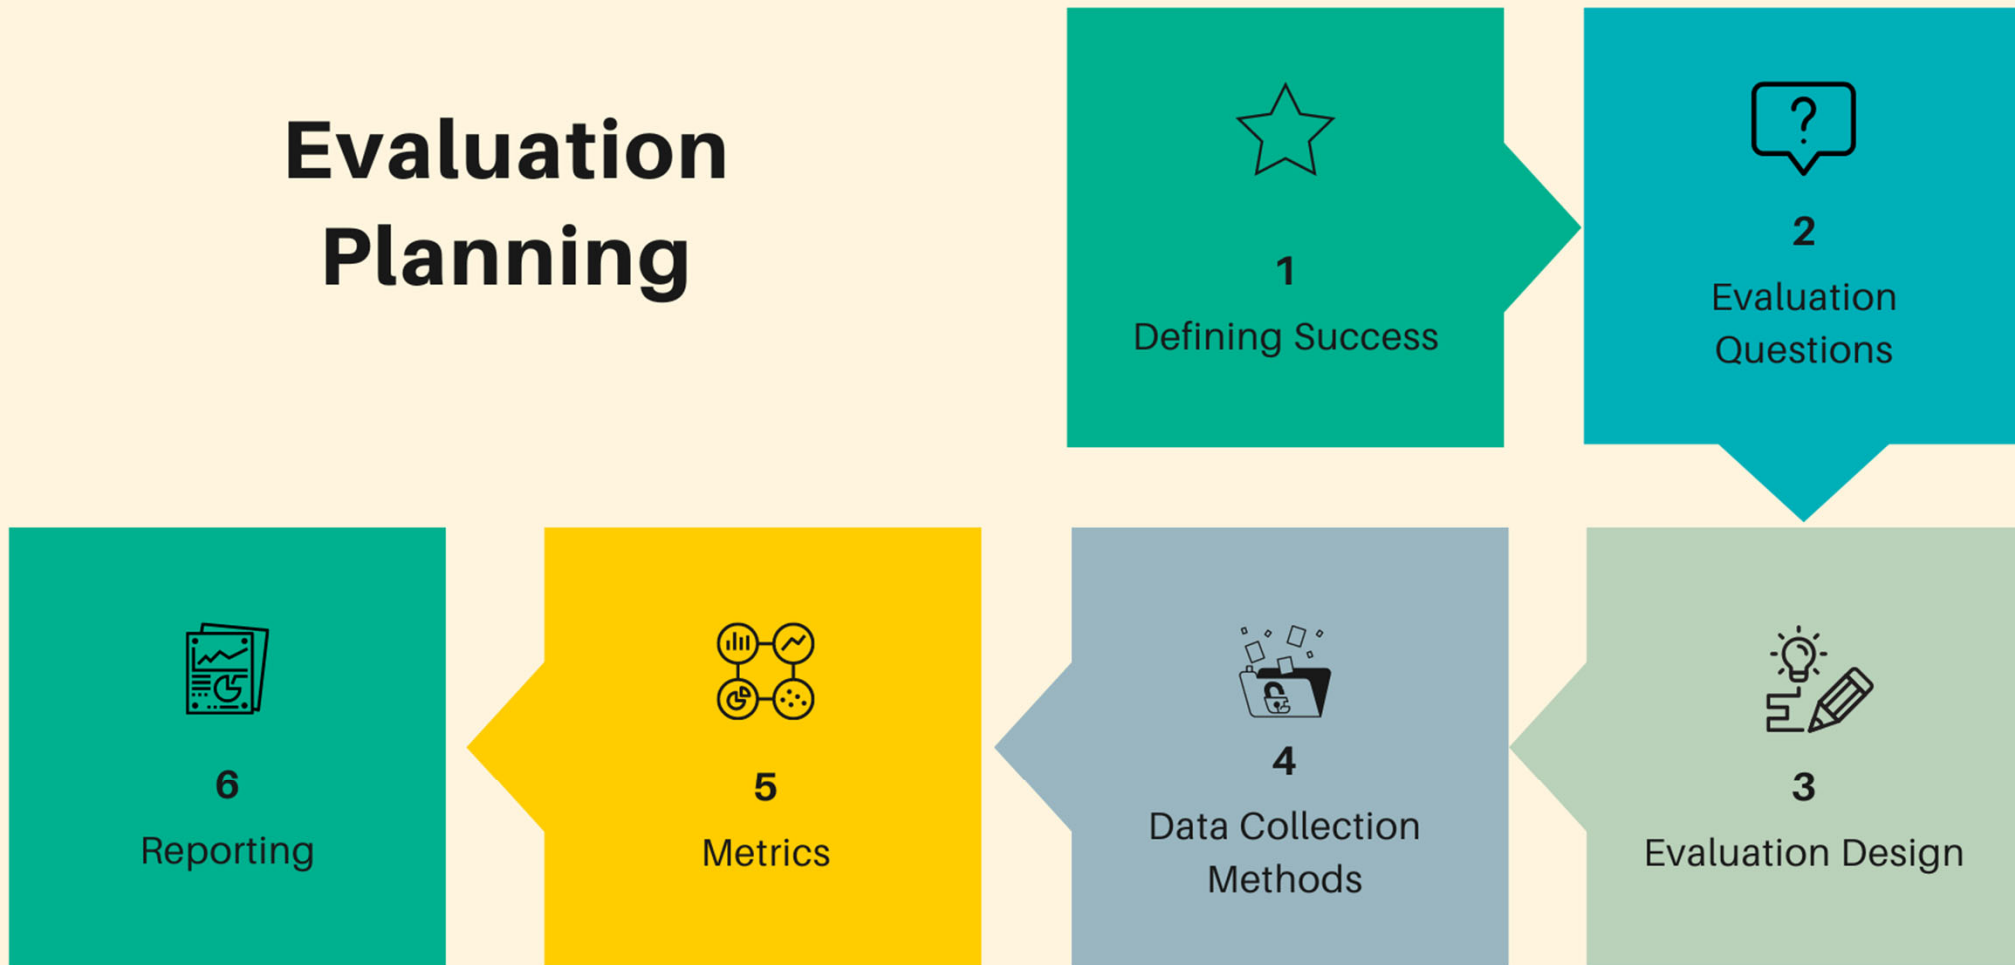 Evaluation
Planning
1
Defining Success
?
2
Evaluation
Questions
3
Evaluation Design
4
Data Collection
Methods
5
Metrics
6
Reporting